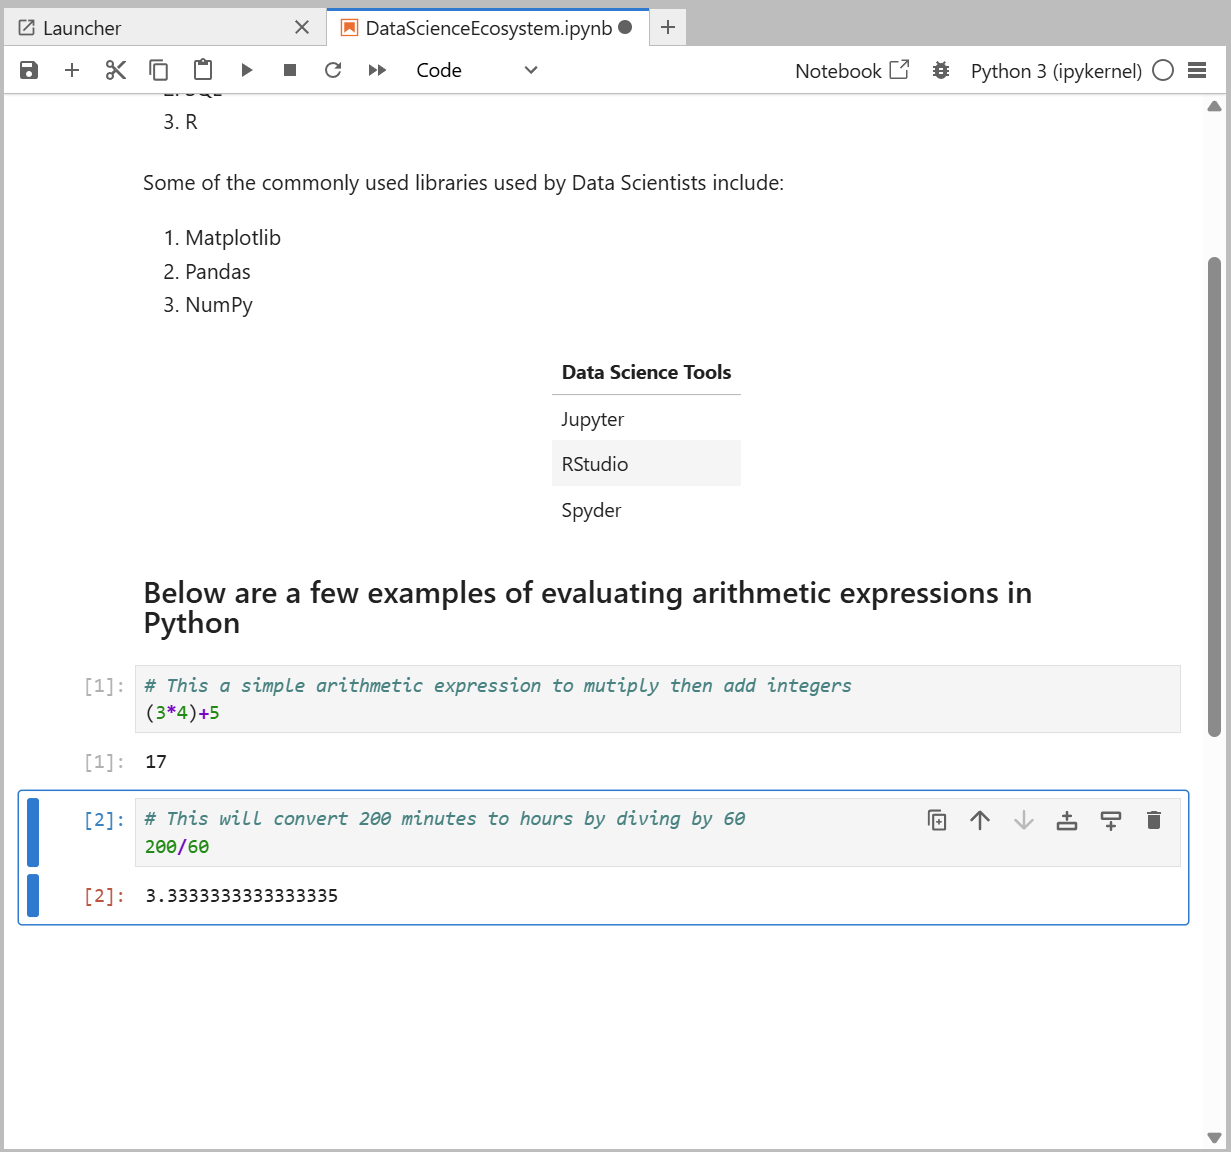 Launcher
DataScienceEcosystem.ipynb
Code
Notebook
Python 3 (ipykernel)
3. R
Some of the commonly used libraries used by Data Scientists include:
1. Matplotlib
2. Pandas
3. NumPy
Data Science Tools
Jupyter
RStudio
Spyder
Below are a few examples of evaluating arithmetic expressions in
Python
[1]: # This a simple arithmetic expression to mutiply then add integers
(3*4)+5
[1]: 17
[2]: # This will convert 200 minutes to hours by diving by 60
200/60
[2]: 3.3333333333333335